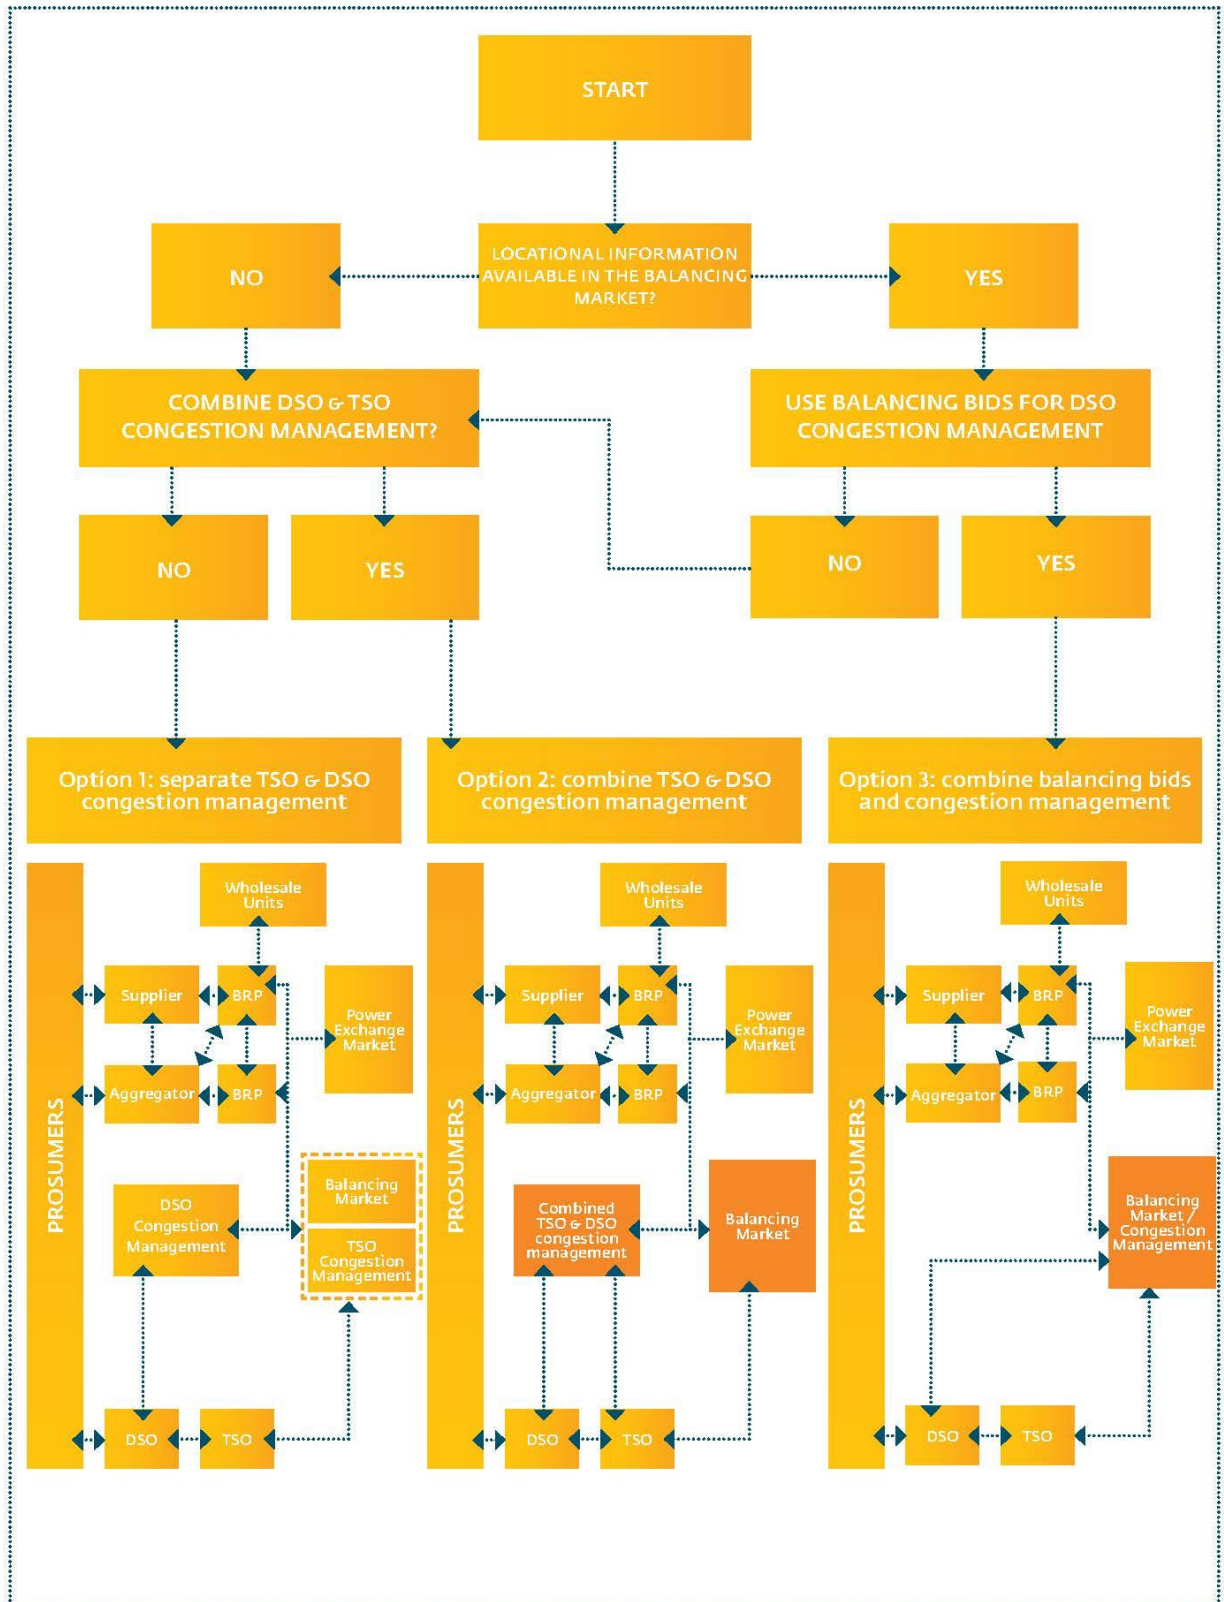 START
LOCATIONAL INFORMATION
AVAILABLE IN THE BALANCING
MARKET?
NO
YES
COMBINE DSO & TSO
CONGESTION MANAGEMENT?
USE BALANCING BIDS FOR DSO
CONGESTION MANAGEMENT
NO
YES
NO
YES
Option 1: separate TSO & DSO
congestion management
Option 2: combine TSO & DSO
congestion management
Option 3: combine balancing bids
and congestion management
PROSUMERS
Wholesale
Units
Supplier
BRP
Power
Exchange
Market
Aggregator
BRP
DSO
Congestion
Management
Balancing
Market
TSO
Congestion
Management
DSO
TSO
PROSUMERS
Wholesale
Units
Supplier
BRP
Power
Exchange
Market
Aggregator
BRP
Combined
TSO & DSO
congestion
management
Balancing
Market
DSO
TSO
PROSUMERS
Wholesale
Units
Supplier
BRP
Power
Exchange
Market
Aggregator
BRP
Balancing
Market /
Congestion
Management
DSO
TSO